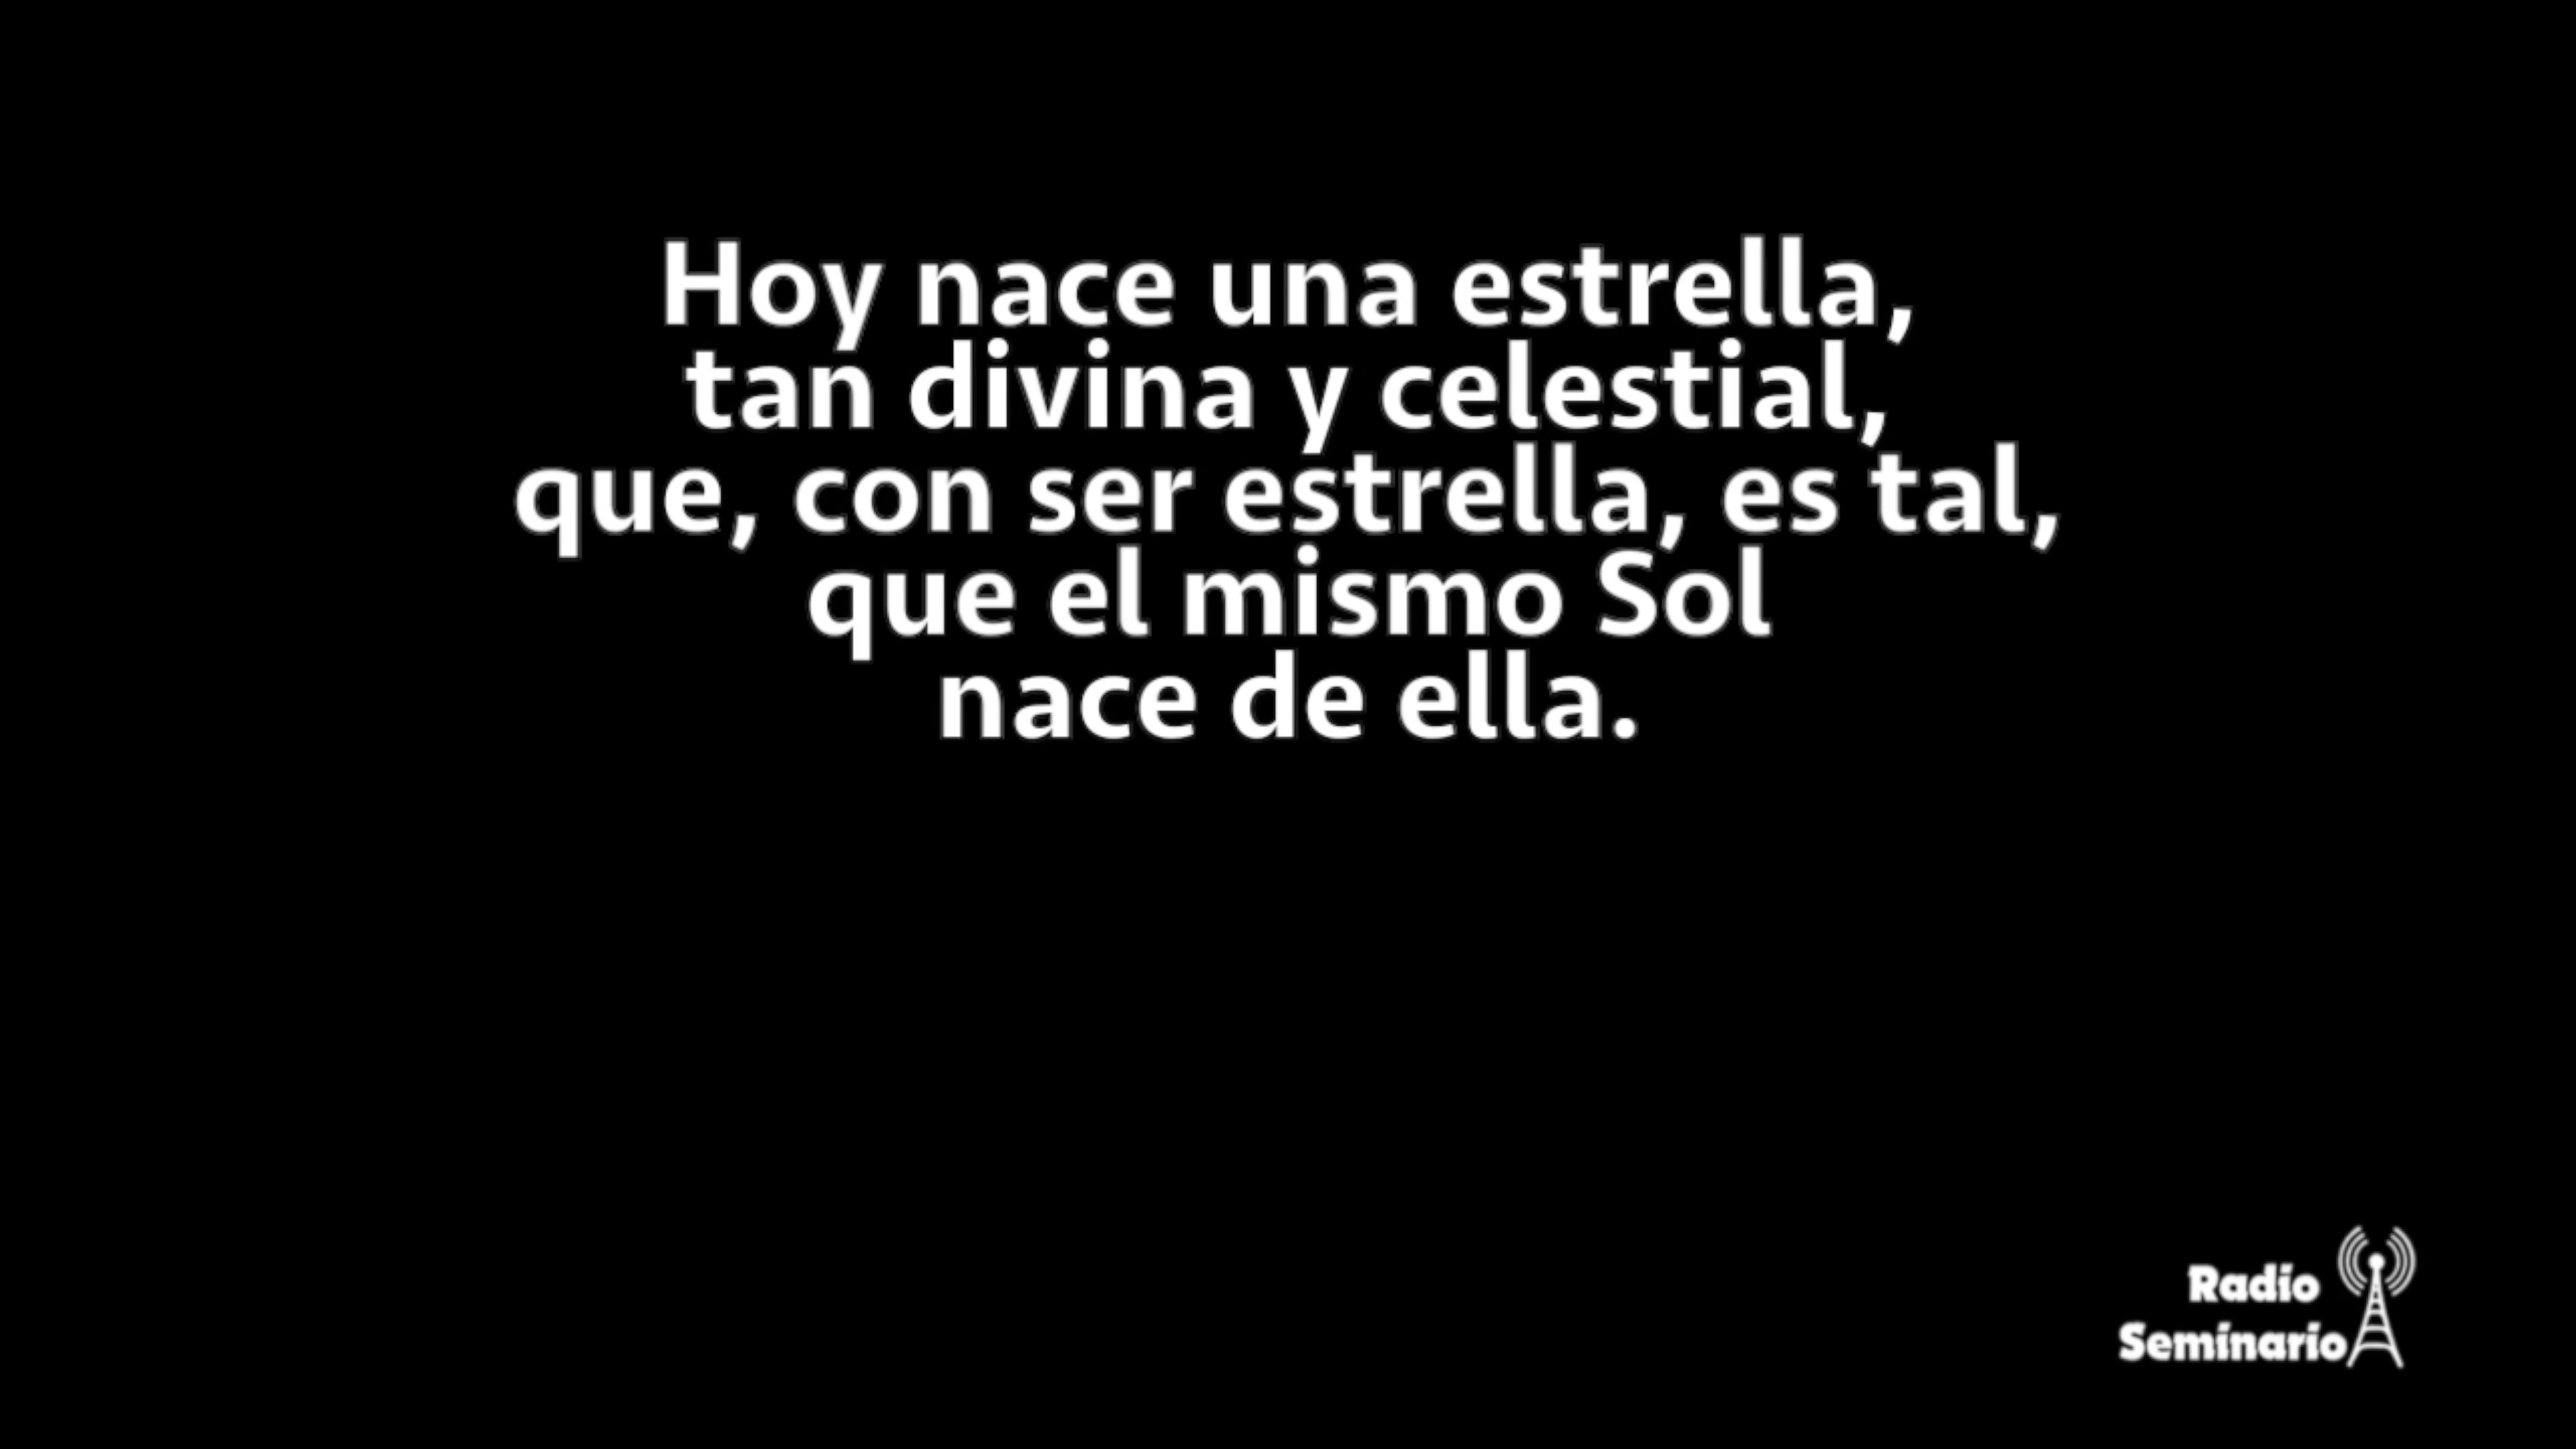 Hoy nace una estrella,
tan divina y celestial,
que, con ser estrella, es tal,
que el mismo Sol
nace de ella.
Radio
Seminario